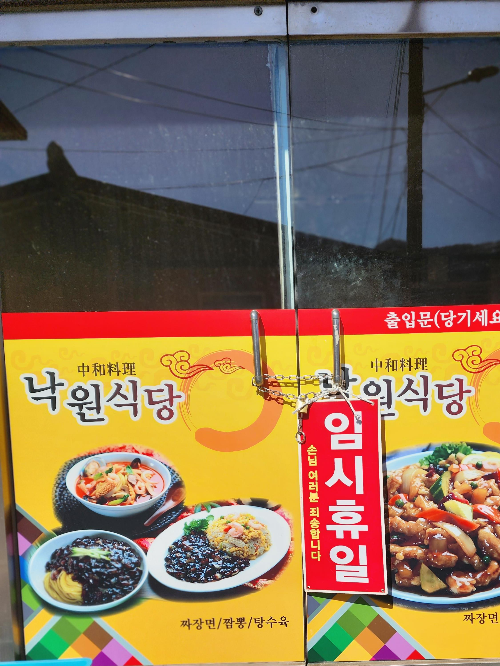 출입문(당기세요
中和料理
낙원식당
中和料理
낙원식당
임시휴일
손님 여러분 죄송합니다
짜장면/짬뽕/탕수육
짜장면